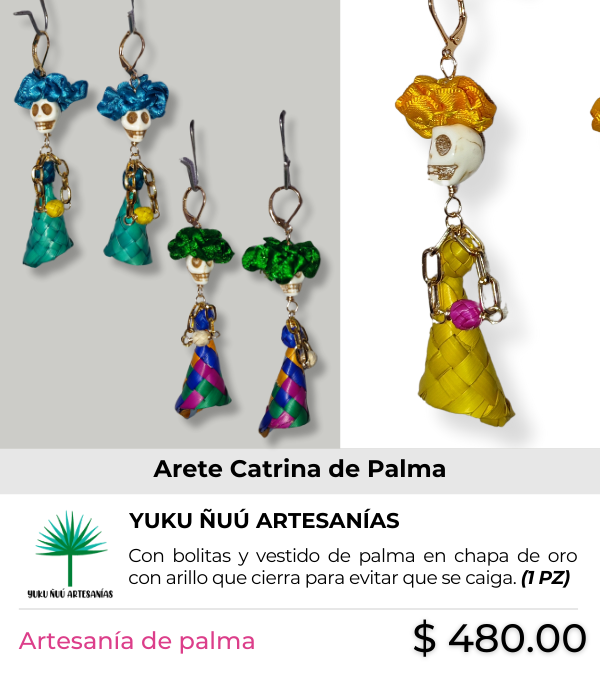 Arete Catrina de Palma
YUKU ÑUÚ ARTESANÍAS
Con bolitas y vestido de palma en chapa de oro
con arillo que cierra para evitar que se caiga. (1 PZ)
YUKU ÑUÚ ARTESANÍAS
Artesanía de palma
$ 480.00